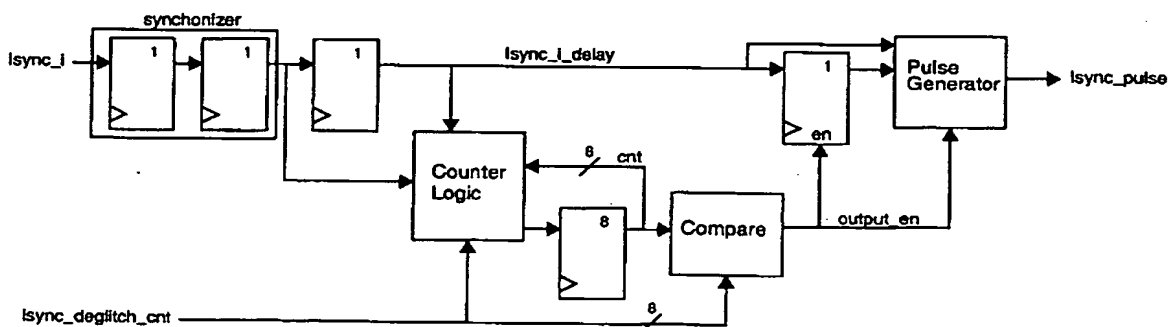 synchonizer
lsync_i
1
1
1
lsync_i_delay
1
en
Pulse
Generator
lsync_pulse
Counter
Logic
8
cnt
8
Compare
output_en
lsync_deglitch_cnt
8